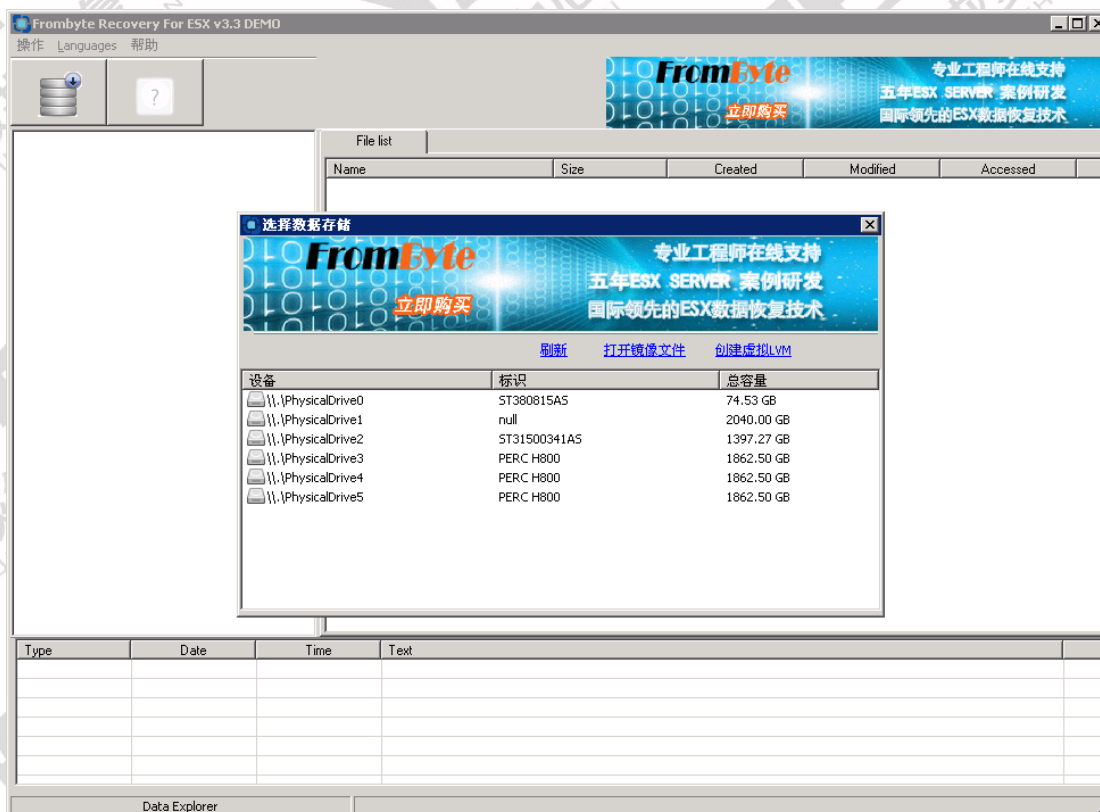 Frombyte Recovery For ESX v3.3 DEMO
操作 Languages 帮助
?
FromByte
立即购买
专业工程师在线支持
五年ESX SERVER 案例研发
国际领先的ESX数据恢复技术
File list
Name Size Created Modified Accessed
选择数据存储
FromByte
立即购买
专业工程师在线支持
五年ESX SERVER 案例研发
国际领先的ESX数据恢复技术
刷新 打开镜像文件 创建虚拟LVM
设备 标识 总容量
\\.\PhysicalDrive0 ST380815AS 74.53 GB
\\.\PhysicalDrive1 null 2040.00 GB
\\.\PhysicalDrive2 ST31500341AS 1397.27 GB
\\.\PhysicalDrive3 PERC H800 1862.50 GB
\\.\PhysicalDrive4 PERC H800 1862.50 GB
\\.\PhysicalDrive5 PERC H800 1862.50 GB
Type Date Time Text
Data Explorer